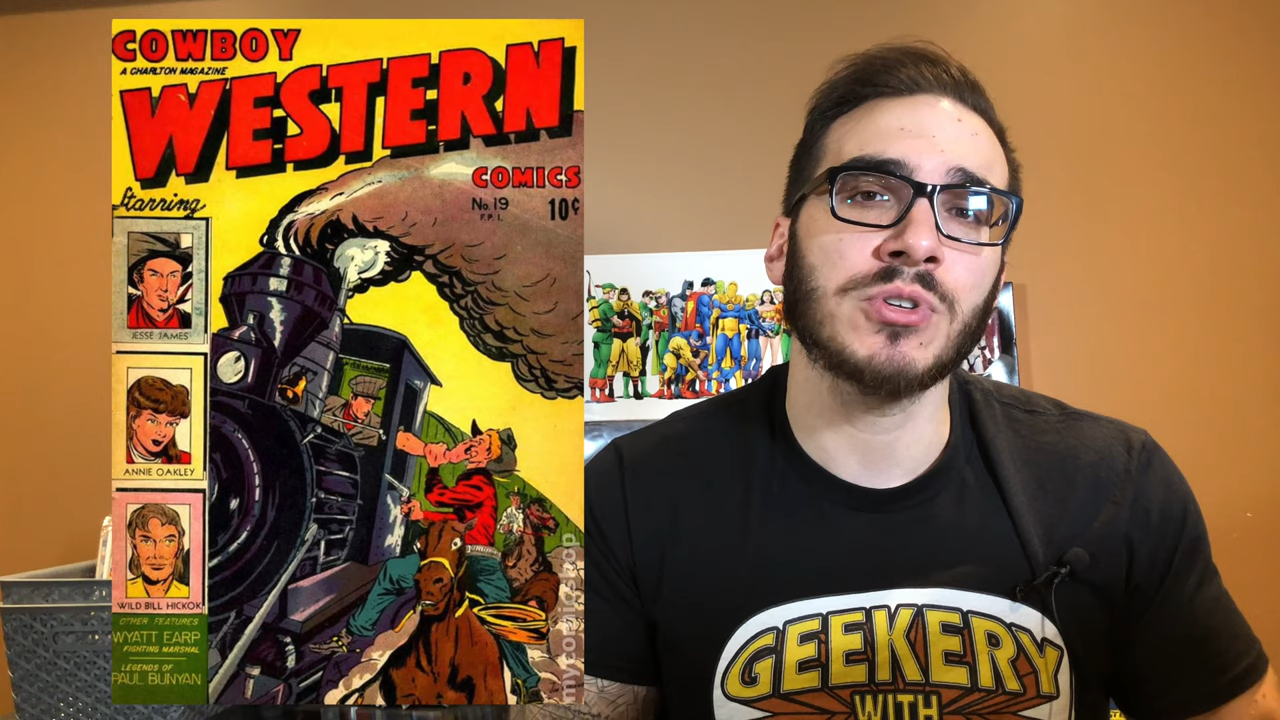 COWBOY
A CHARLTON MAGAZINE
WESTERN
COMICS
No. 19
F.P.I.
10¢
Starring
JESSE JAMES
ANNIE OAKLEY
WILD BILL HICKOK
OTHER FEATURES
WYATT EARP
FIGHTING MARSHAL
LEGENDS OF
PAUL BUNYAN
mycomicshop
GEEKERY
WITH